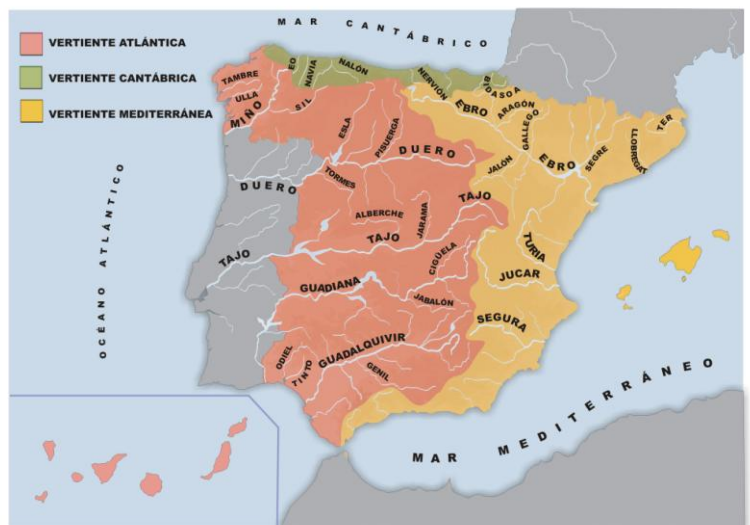 MAR CANTÁBRICO
VERTIENTE ATLÁNTICA
VERTIENTE CANTÁBRICA
VERTIENTE MEDITERRÁNEA
TAMBRE
ULLA
MIÑO
SIL
EO
NAVIA
NALÓN
NERVIÓN
BIDASOA
EBRO
ARAGÓN
GALLEGO
EBRO
SEGRE
LLOBREGAT
TER
ESLA
PISUERGA
DUERO
DUERO
TORMES
JALÓN
ALBERCHE
JARAMA
TAJO
TAJO
TAJO
CIGÜELA
TURIA
JUCAR
GUADIANA
JABALÓN
SEGURA
GUADALQUIVIR
ODIEL
TINTO
GENIL
OCÉANO ATLÁNTICO
MAR MEDITERRÁNEO